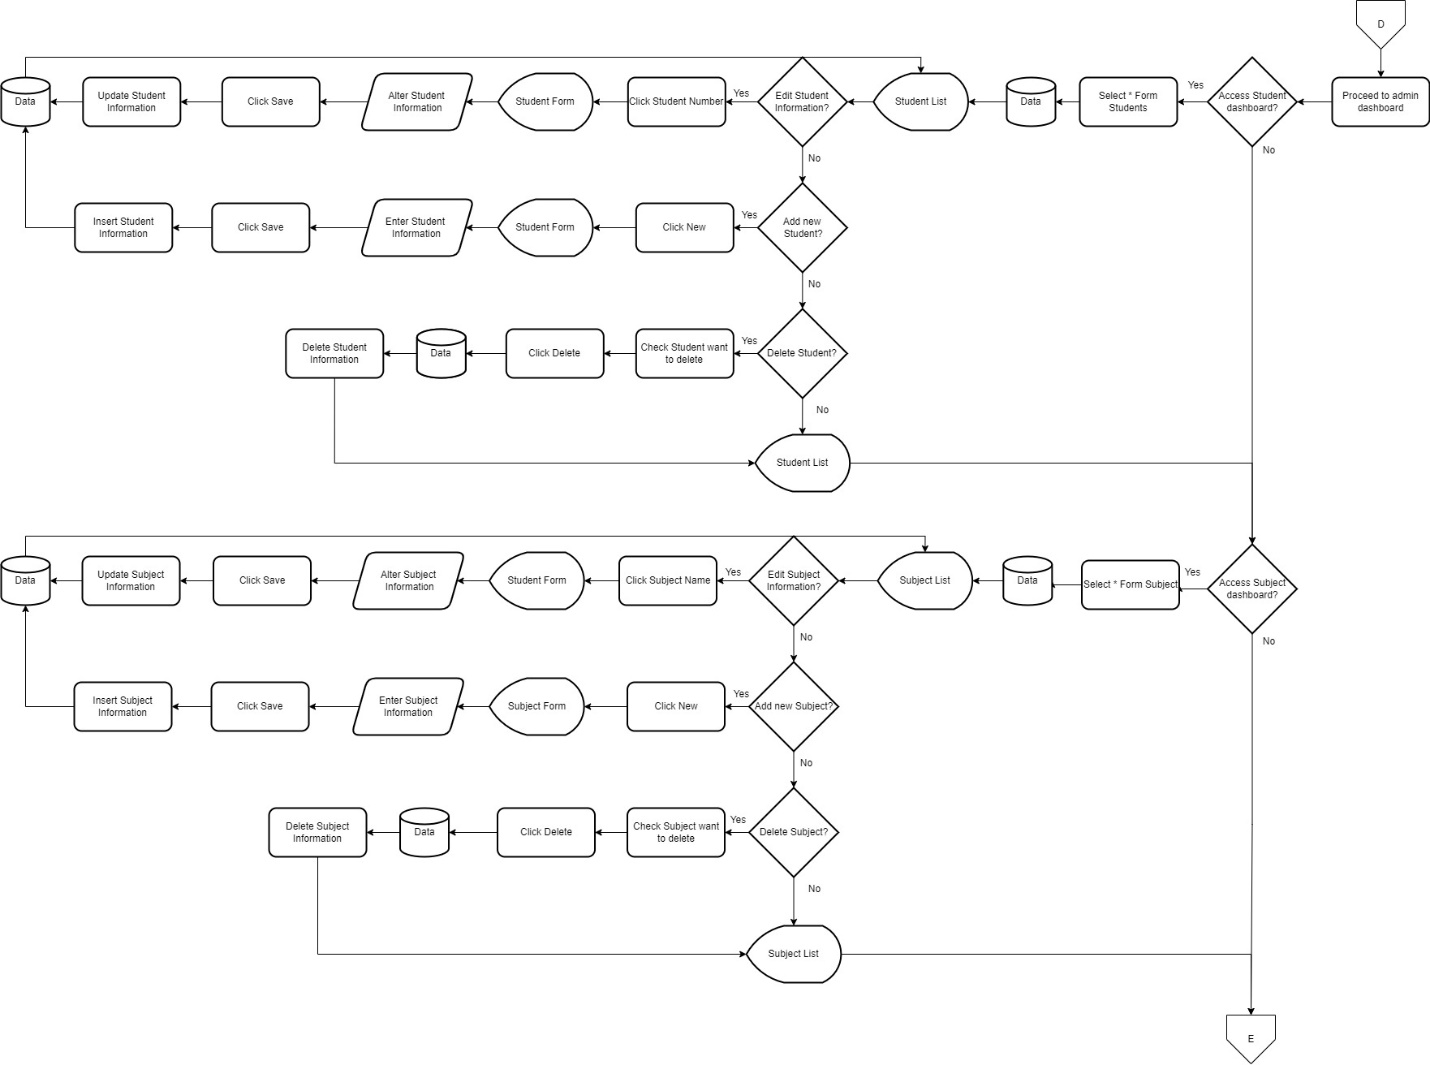 D
Data
Update Student
Information
Click Save
Alter Student
Information
Student Form
Click Student Number
Yes
Edit Student
Information?
Student List
Data
Select * Form
Students
Yes
Access Student
dashboard?
Proceed to admin
dashboard
No
No
Insert Student
Information
Click Save
Enter Student
Information
Student Form
Click New
Yes
Add new
Student?
No
Delete Student
Information
Data
Click Delete
Check Student want
to delete
Yes
Delete Student?
No
Student List
Data
Update Subject
Information
Click Save
Alter Subject
Information
Student Form
Click Subject Name
Yes
Edit Subject
Information?
Subject List
Data
Select * Form Subject
Yes
Access Subject
dashboard?
No
No
Insert Subject
Information
Click Save
Enter Subject
Information
Subject Form
Click New
Yes
Add new Subject?
No
Delete Subject
Information
Data
Click Delete
Check Subject want
to delete
Yes
Delete Subject?
No
Subject List
E